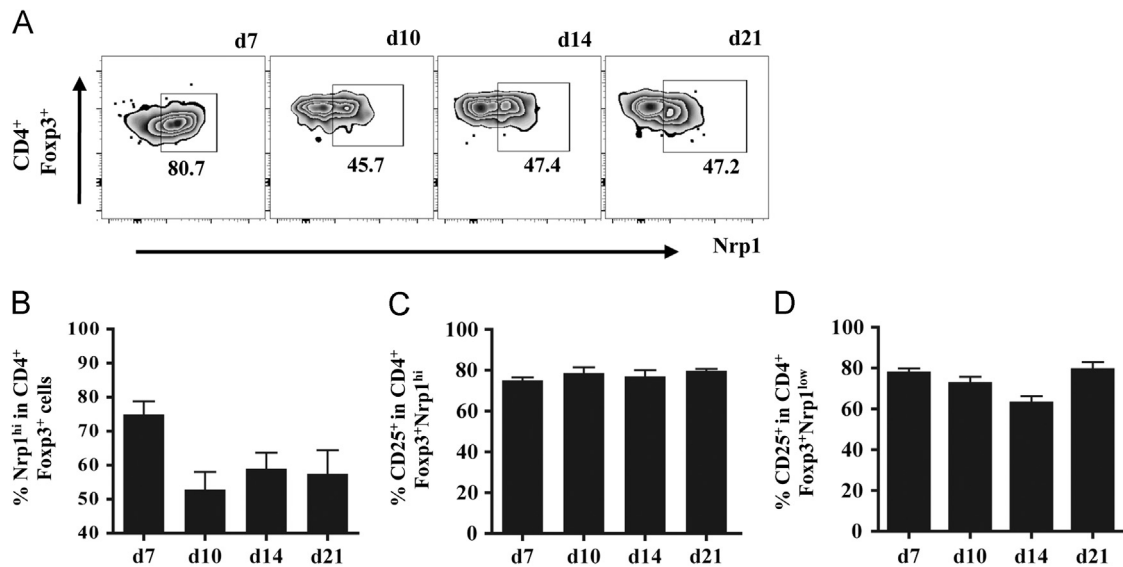 A
d7
d10
d14
d21
CD4⁺
Foxp3⁺
80.7
45.7
47.4
47.2
Nrp1
B
% Nrp1ʰⁱ in CD4⁺
Foxp3⁺ cells
100
90
80
70
60
50
40
d7
d10
d14
d21
C
% CD25⁺ in CD4⁺
Foxp3⁺Nrp1ʰⁱ
100
80
60
40
20
0
d7
d10
d14
d21
D
% CD25⁺ in CD4⁺
Foxp3⁺Nrp1ˡᵒʷ
100
80
60
40
20
0
d7
d10
d14
d21